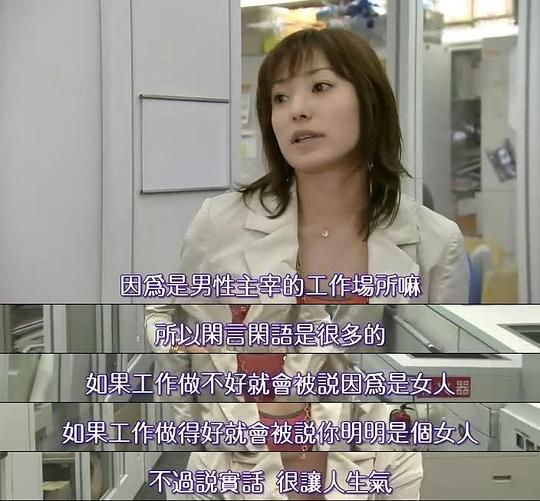 因爲是男性主宰的工作場所嘛
所以閑言閑語是很多的
如果工作做不好就會被説因爲是女人
如果工作做得好就會被説你明明是個女人
不過説實話 很讓人生氣